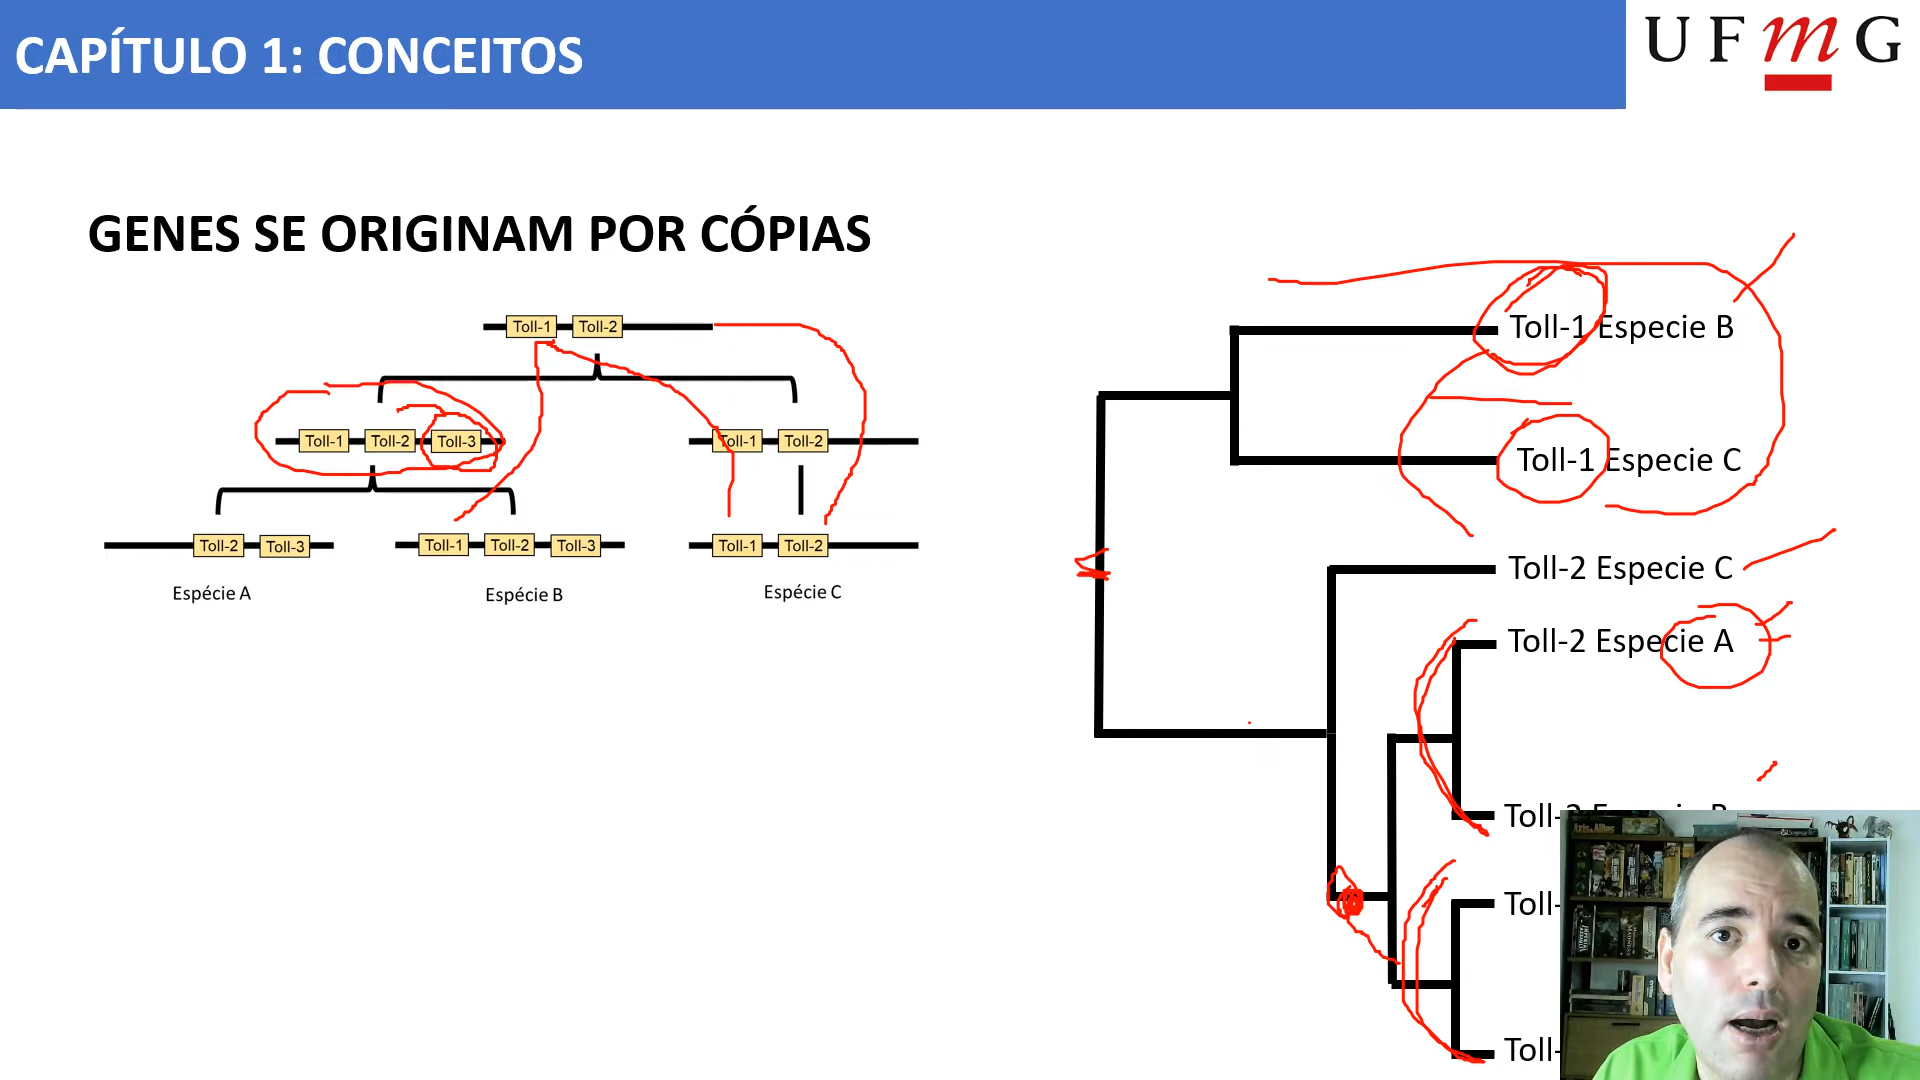 CAPÍTULO 1: CONCEITOS
UFmG
GENES SE ORIGINAM POR CÓPIAS
Toll-1 Toll-2
Toll-1 Toll-2 Toll-3
Toll-1 Toll-2
Toll-2 Toll-3
Toll-1 Toll-2 Toll-3
Toll-1 Toll-2
Espécie A
Espécie B
Espécie C
Toll-1 Especie B
Toll-1 Especie C
Toll-2 Especie C
Toll-2 Especie A
Toll-2 Especie B
Toll-
Toll-